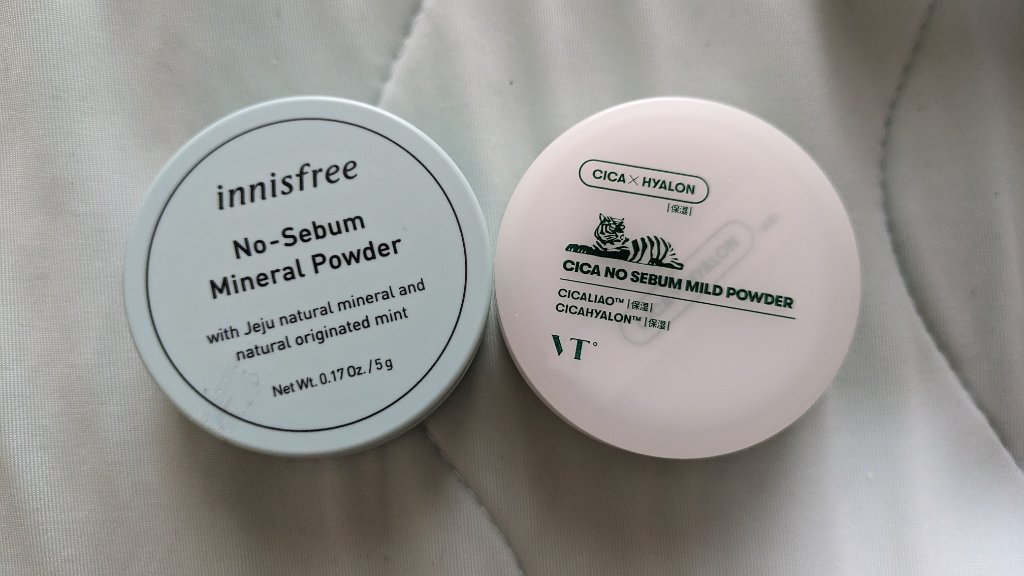 innisfree
No-Sebum
Mineral Powder
with Jeju natural mineral and
natural originated mint
Net Wt. 0.17 Oz. / 5 g
CICA X HYALON
|保湿|
CICA NO SEBUM MILD POWDER
CICALIAO™ |保湿|
CICAHYALON™ |保湿|
VT°
HYALON